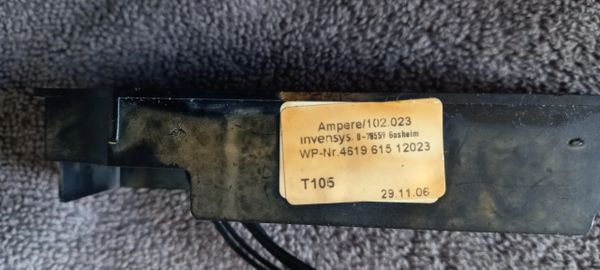 Ampere/102.023
invensys. D-78559 Gosheim
WP-Nr.4619 615 12023
T105
29.11.06